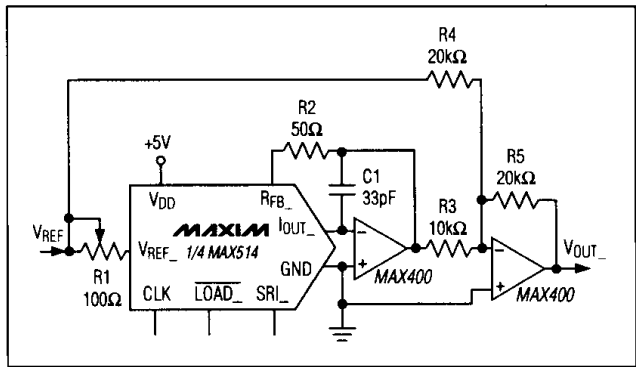 R4
20kΩ
R2
50Ω
+5V
C1
33pF
R5
20kΩ
VDD
RFB_
R3
10kΩ
MAXIM
1/4 MAX514
IOUT_
VREF
VREF_
GND
VOUT_
R1
100Ω
MAX400
MAX400
CLK
LOAD_
SRI_
−
+
−
+